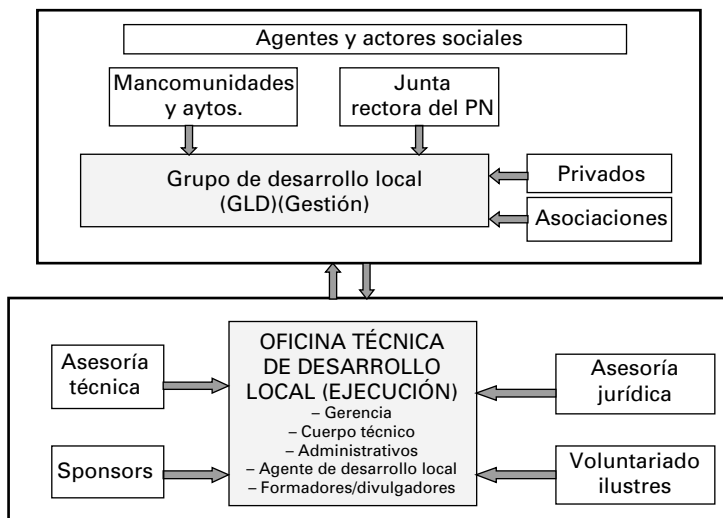 Agentes y actores sociales
Mancomunidades
y aytos.
Junta
rectora del PN
Grupo de desarrollo local
(GLD)(Gestión)
Privados
Asociaciones
Asesoría
técnica
Sponsors
OFICINA TÉCNICA
DE DESARROLLO
LOCAL (EJECUCIÓN)
– Gerencia
– Cuerpo técnico
– Administrativos
– Agente de desarrollo local
– Formadores/divulgadores
Asesoría
jurídica
Voluntariado
ilustres